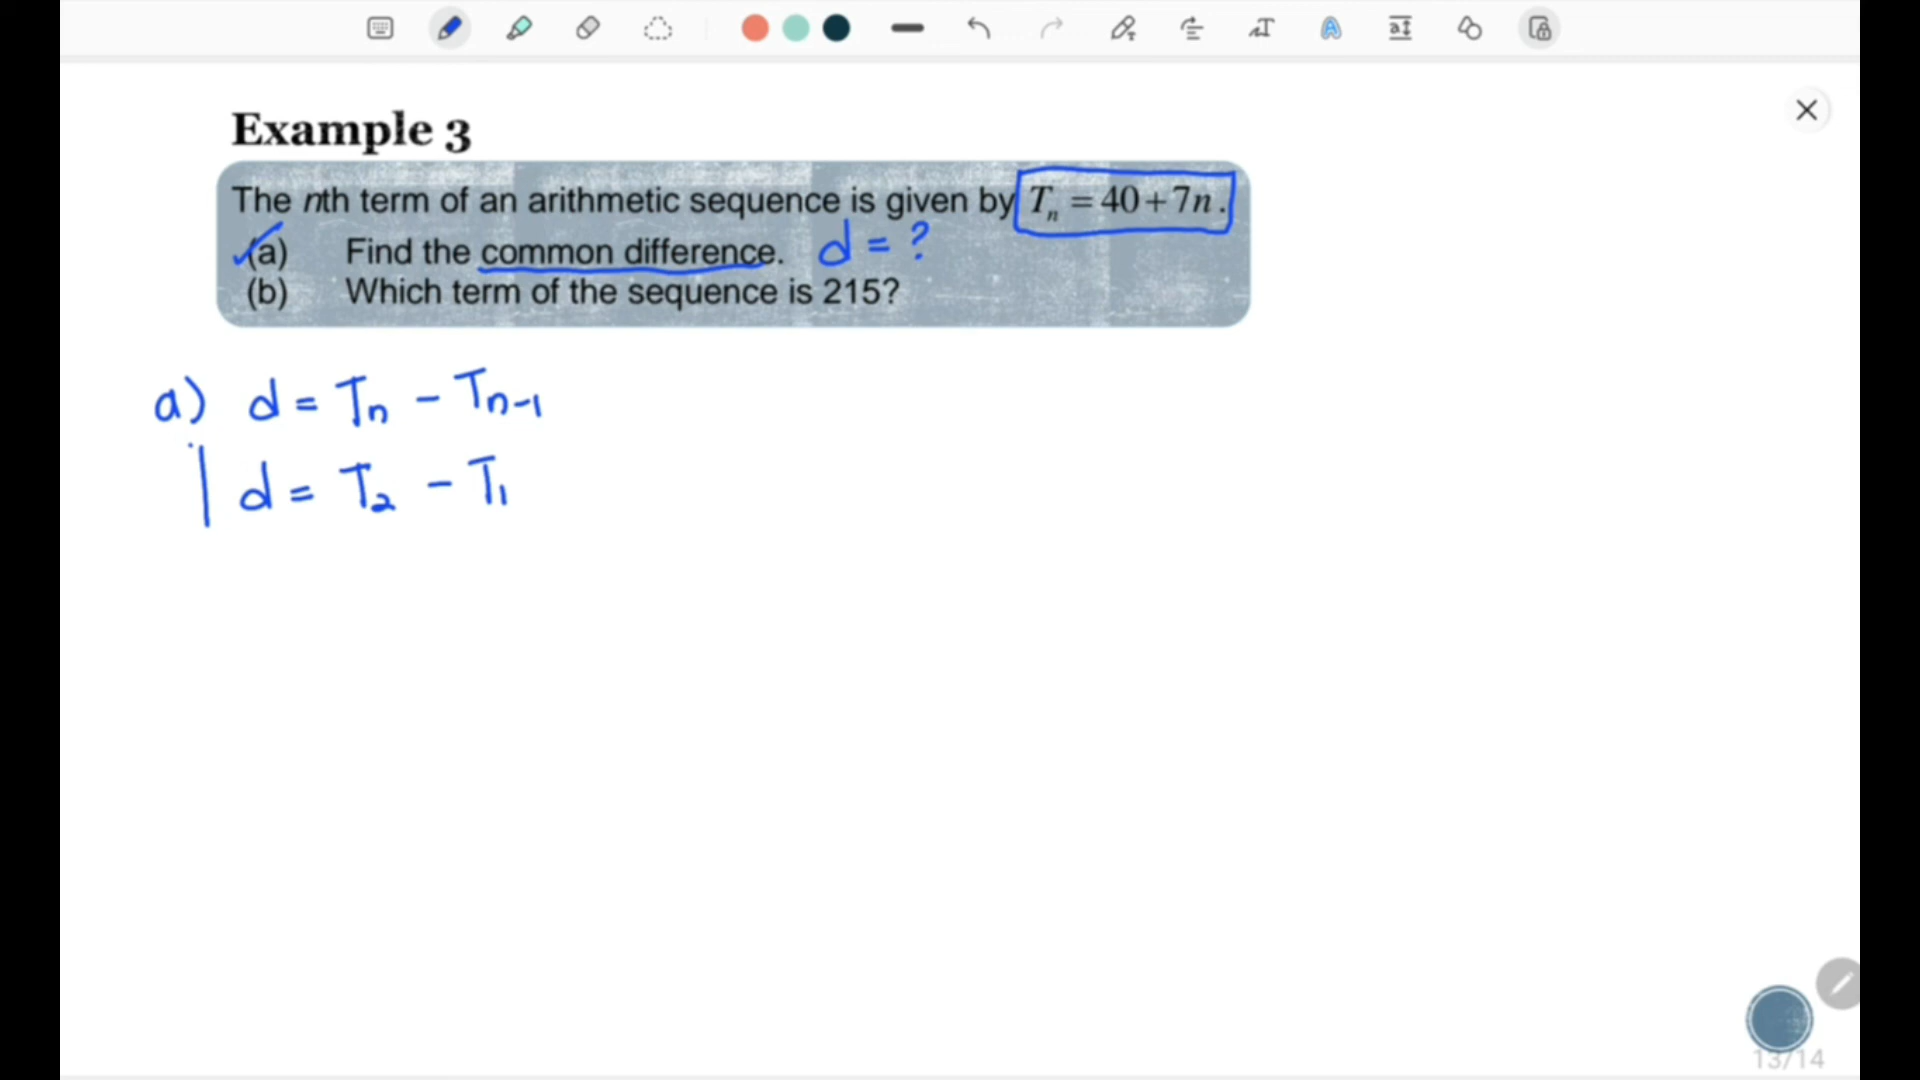 Example 3
The nth term of an arithmetic sequence is given by Tₙ = 40 + 7n.
(a) Find the common difference. d = ?
(b) Which term of the sequence is 215?
a) d = Tₙ - Tₙ₋₁
d = T₂ - T₁
13/14